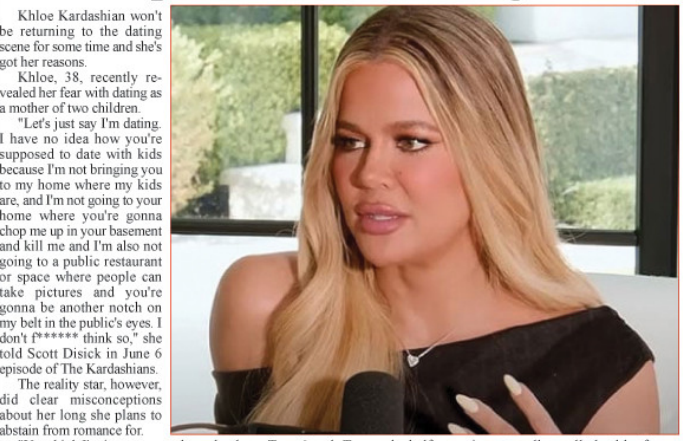 Khloe Kardashian won't
be returning to the dating
scene for some time and she's
got her reasons.
Khloe, 38, recently re-
vealed her fear with dating as
a mother of two children.
"Let's just say I'm dating.
I have no idea how you're
supposed to date with kids
because I'm not bringing you
to my home where my kids
are, and I'm not going to your
home where you're gonna
chop me up in your basement
and kill me and I'm also not
going to a public restaurant
or space where people can
take pictures and you're
gonna be another notch on
my belt in the public's eyes. I
don't f****** think so," she
told Scott Disick in June 6
episode of The Kardashians.
The reality star, however,
did clear misconceptions
about her long she plans to
abstain from romance for.